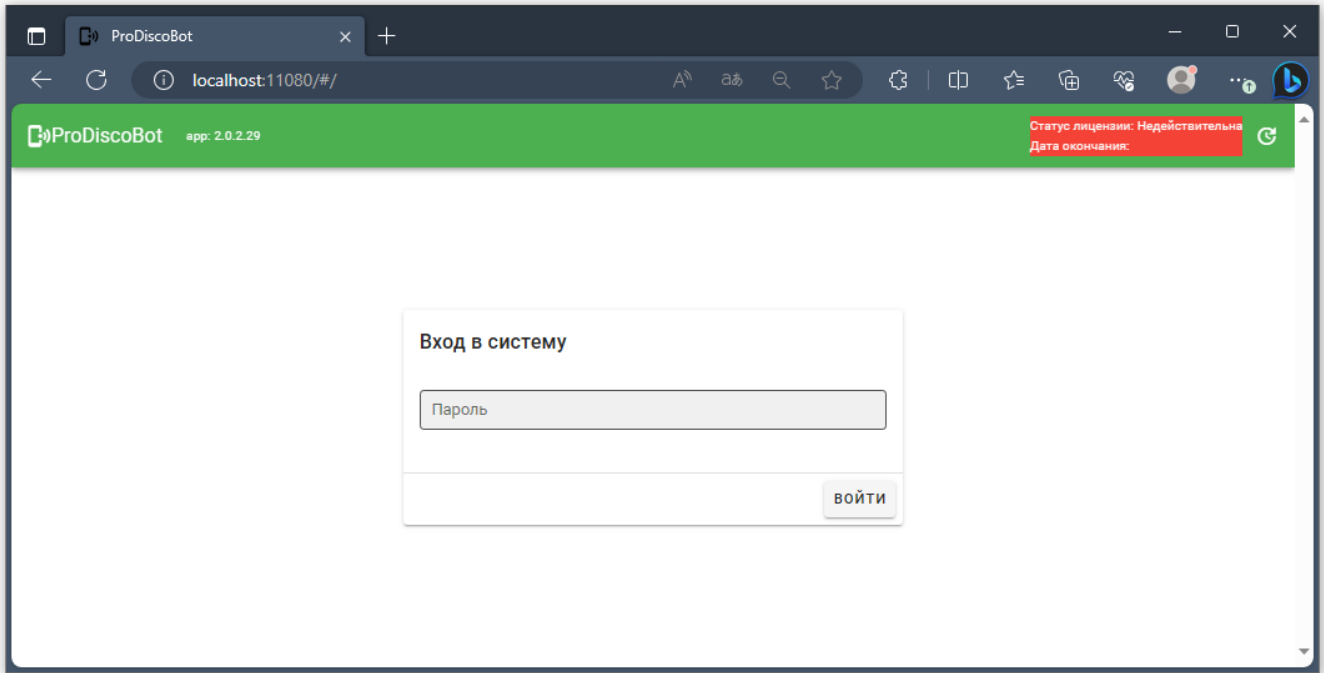 ProDiscoBot
localhost:11080/#/
ProDiscoBot app: 2.0.2.29
Статус лицензии: Недействительна
Дата окончания:
Вход в систему
Пароль
ВОЙТИ